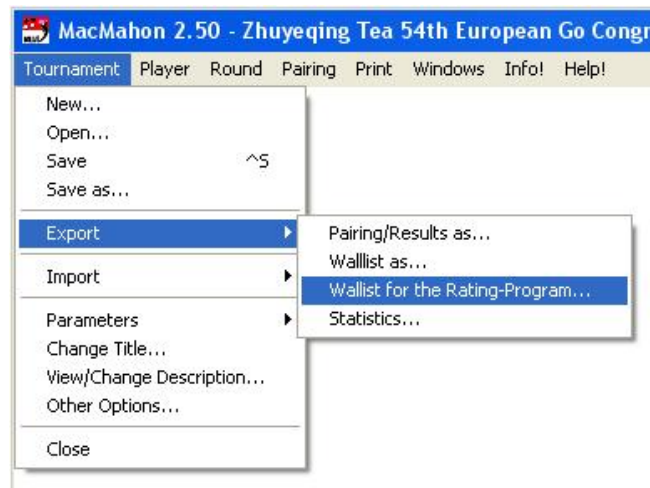 MacMahon 2.50 - Zhuyeqing Tea 54th European Go Congr
Tournament Player Round Pairing Print Windows Info! Help!
New...
Open...
Save ^S
Save as...
Export
Pairing/Results as...
Walllist as...
Wallist for the Rating-Program...
Statistics...
Import
Parameters
Change Title...
View/Change Description...
Other Options...
Close